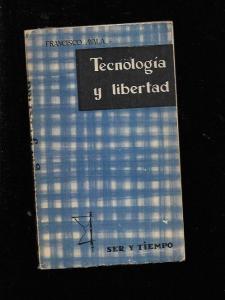 FRANCISCO AYALA
Tecnología
y libertad
SER Y TIEMPO